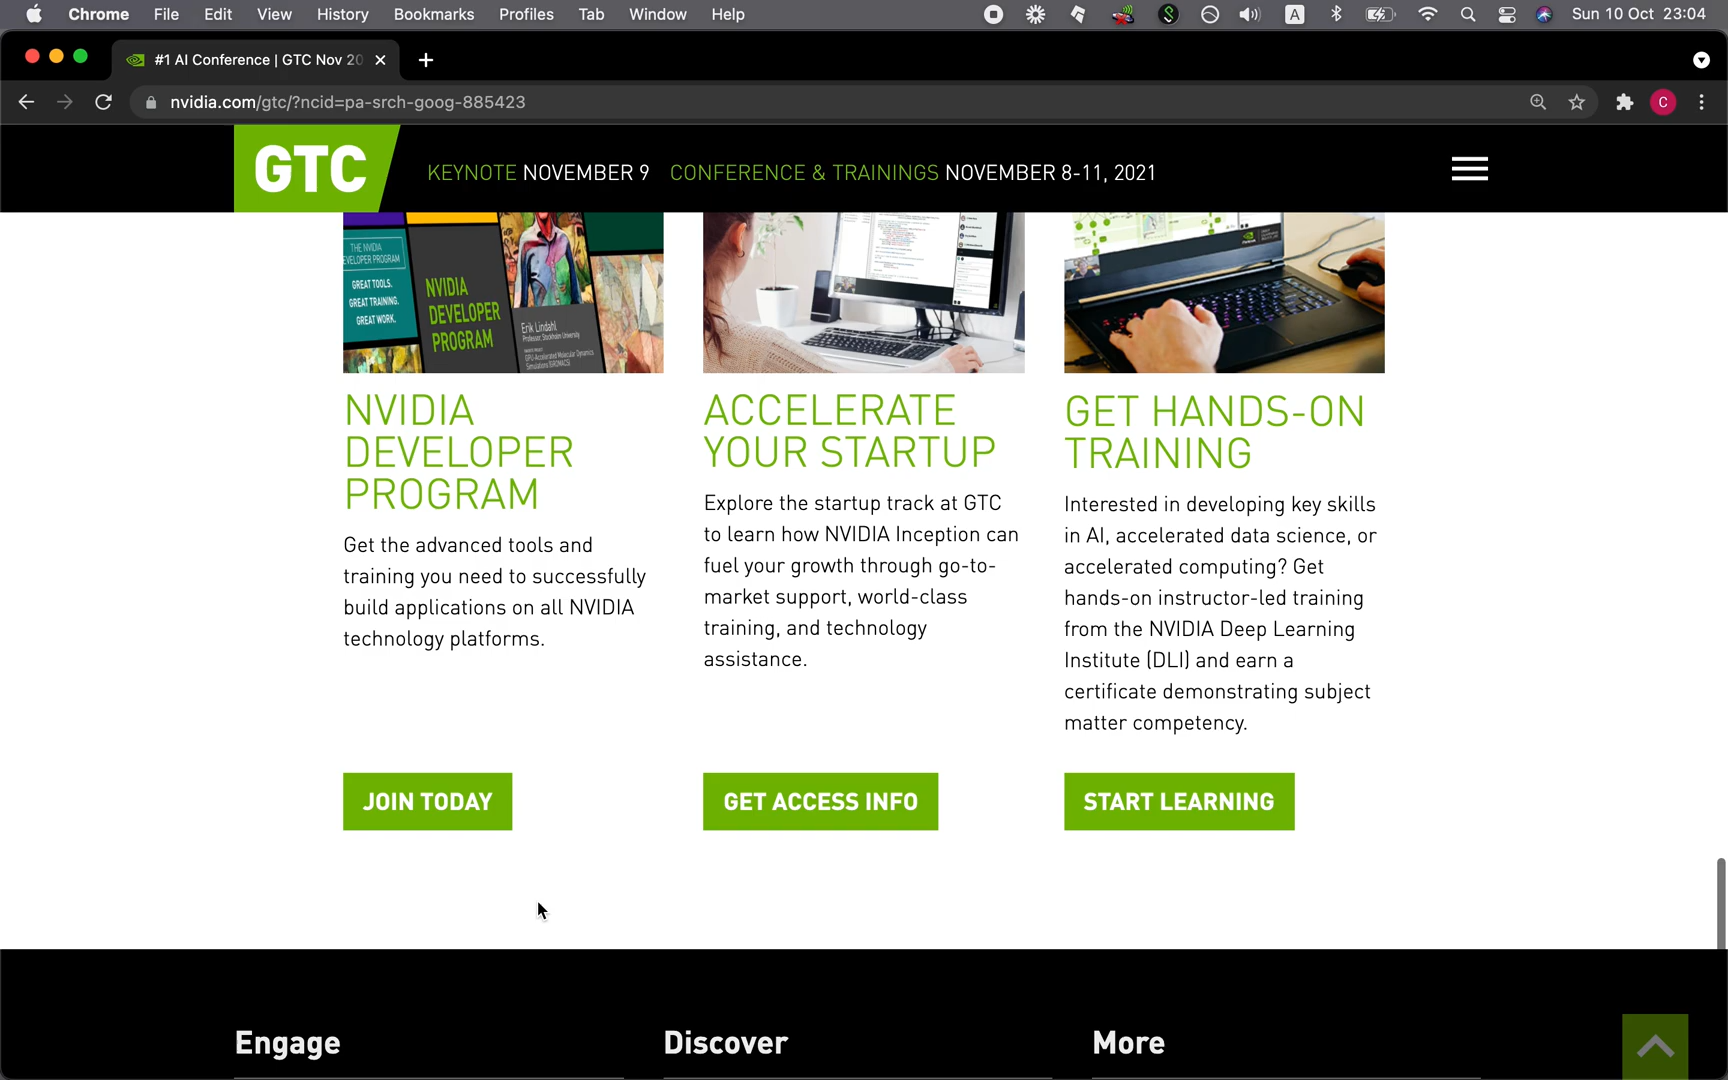 Chrome File Edit View History Bookmarks Profiles Tab Window Help
A
Sun 10 Oct 23:04
#1 AI Conference | GTC Nov 20
nvidia.com/gtc/?ncid=pa-srch-goog-885423
C
GTC
KEYNOTE NOVEMBER 9 CONFERENCE & TRAININGS NOVEMBER 8-11, 2021
THE NVIDIA
EVELOPER PROGRAM
GREAT TOOLS.
GREAT TRAINING.
GREAT WORK.
NVIDIA
DEVELOPER
PROGRAM
Erik Lindahl
NVIDIA
DEVELOPER
PROGRAM
Get the advanced tools and
training you need to successfully
build applications on all NVIDIA
technology platforms.
JOIN TODAY
ACCELERATE
YOUR STARTUP
Explore the startup track at GTC
to learn how NVIDIA Inception can
fuel your growth through go-to-
market support, world-class
training, and technology
assistance.
GET ACCESS INFO
GET HANDS-ON
TRAINING
Interested in developing key skills
in AI, accelerated data science, or
accelerated computing? Get
hands-on instructor-led training
from the NVIDIA Deep Learning
Institute (DLI) and earn a
certificate demonstrating subject
matter competency.
START LEARNING
Engage
Discover
More